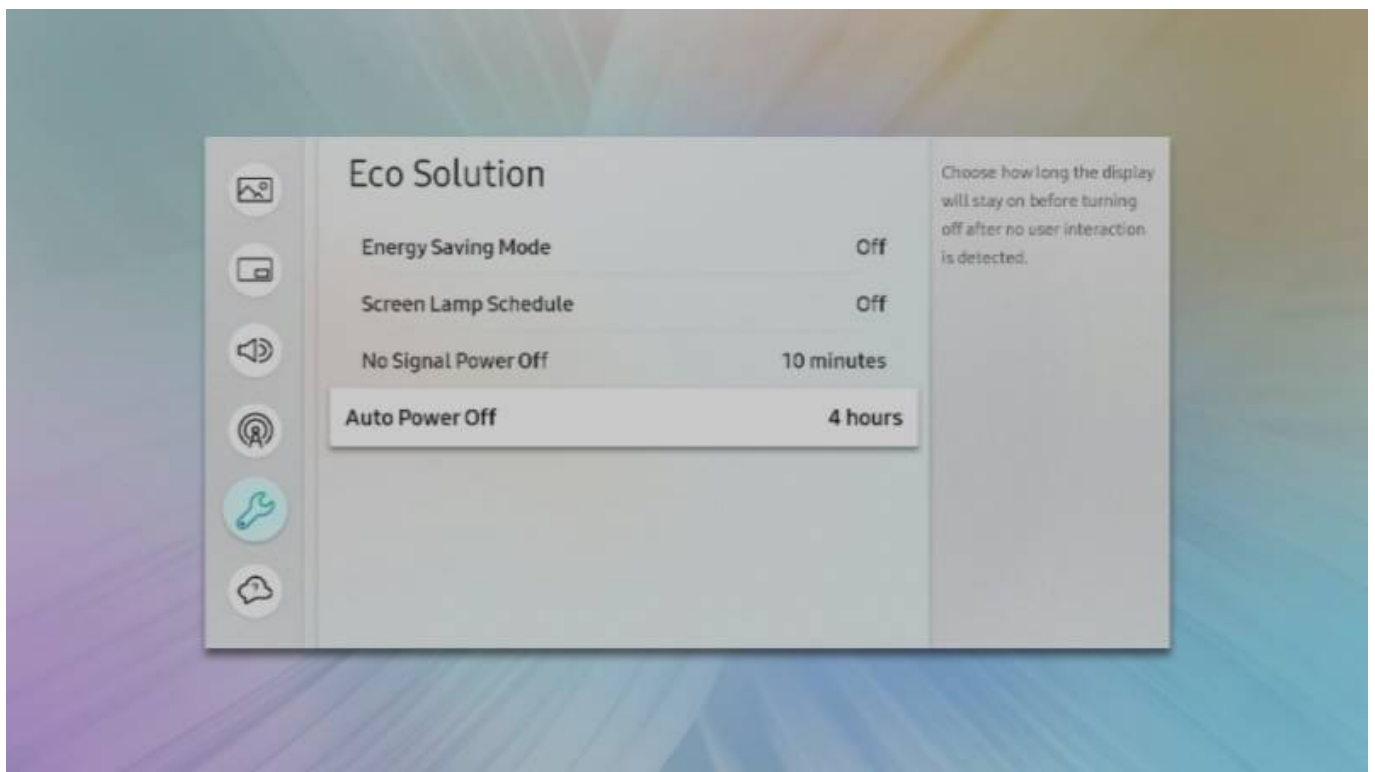 Eco Solution
Energy Saving Mode Off
Screen Lamp Schedule Off
No Signal Power Off 10 minutes
Auto Power Off 4 hours
Choose how long the display
will stay on before turning
off after no user interaction
is detected.